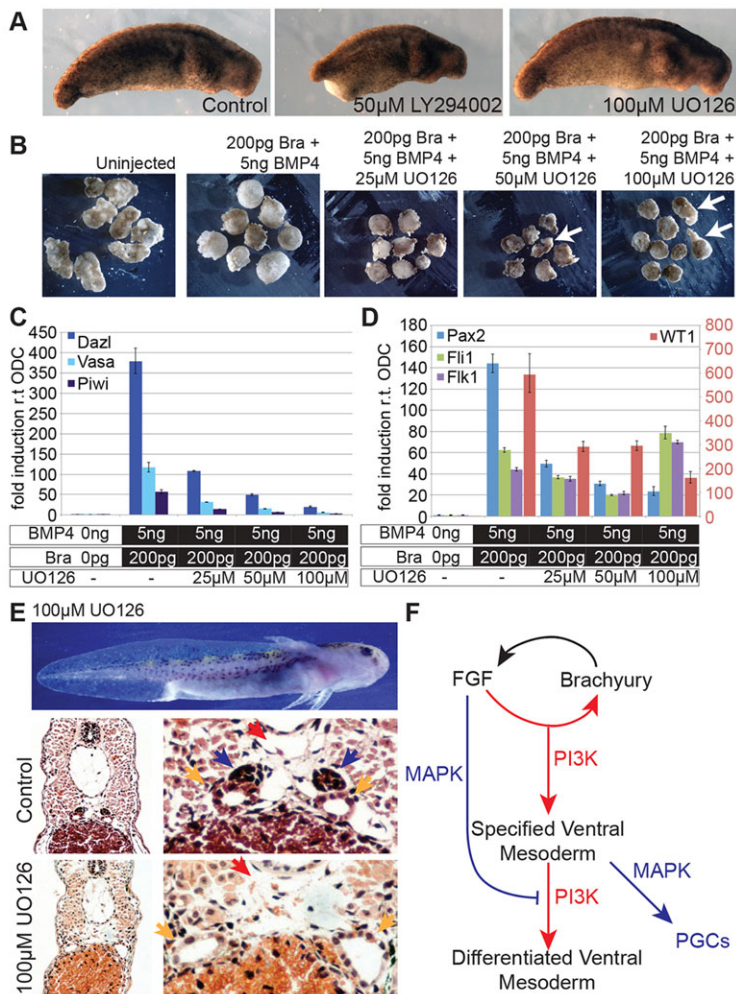 A
Control
50μM LY294002
100μM UO126
B
Uninjected
200pg Bra +
5ng BMP4
200pg Bra +
5ng BMP4 +
25μM UO126
200pg Bra +
5ng BMP4 +
50μM UO126
200pg Bra +
5ng BMP4 +
100μM UO126
C
fold induction r.t ODC
450
400
350
300
250
200
150
100
50
0
Dazl
Vasa
Piwi
BMP4 0ng 5ng 5ng 5ng 5ng
Bra 0pg 200pg 200pg 200pg 200pg
UO126 - - 25μM 50μM 100μM
D
fold induction r.t. ODC
180
160
140
120
100
80
60
40
20
0
Pax2
Fli1
Flk1
WT1
800
700
600
500
400
300
200
100
0
BMP4 0ng 5ng 5ng 5ng 5ng
Bra 0pg 200pg 200pg 200pg 200pg
UO126 - - 25μM 50μM 100μM
E
100μM UO126
Control
100μM UO126
F
FGF
Brachyury
MAPK
PI3K
Specified Ventral
Mesoderm
MAPK
PI3K
PGCs
Differentiated Ventral
Mesoderm